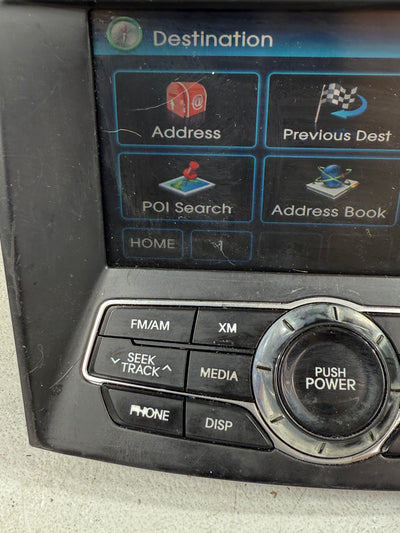 Destination
Address
Previous Dest
POI Search
Address Book
HOME
1
FM/AM
XM
SEEK
TRACK
MEDIA
PUSH
POWER
PHONE
DISP